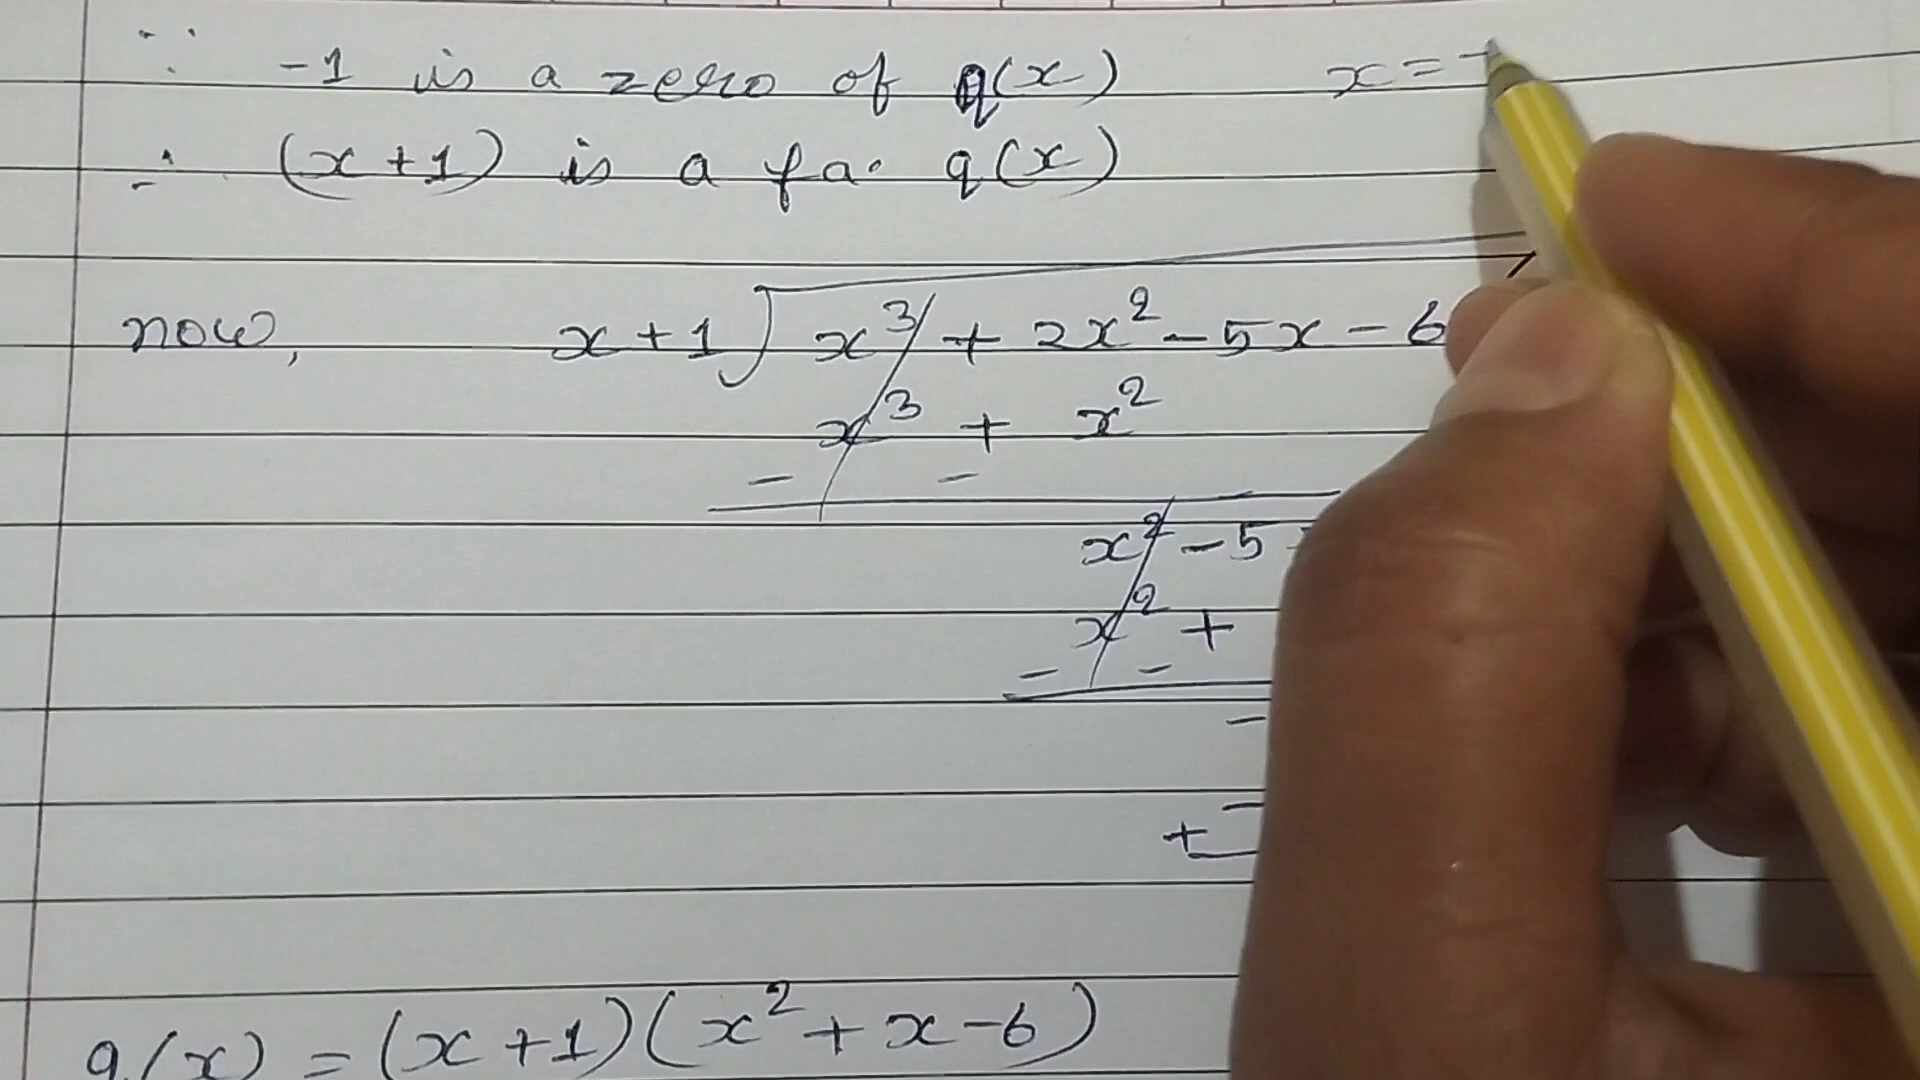 ∵ -1 is a zero of q(x) x = -
∴ (x + 1) is a fa. q(x)
now, x + 1 ) x³ + 2x² - 5x - 6
x³ + x²
- -
x² - 5
x² +
- -
-
-
+
q(x) = (x + 1)(x² + x - 6)